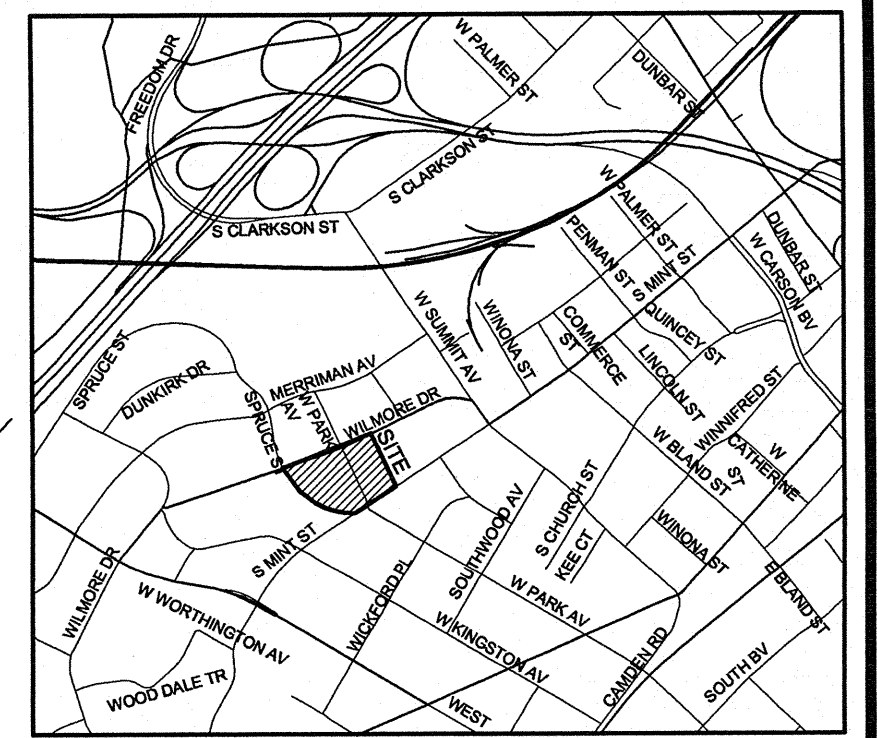 W PALMER ST
DUNBAR ST
FREEDOM DR
S CLARKSON ST
S CLARKSON ST
W PALMER ST
PENMAN ST
S MINT ST
DUNBAR ST
W CARSON BV
W SUMMIT AV
WINONA ST
COMMERCE
ST
QUINCEY ST
LINCOLN ST
SPRUCE ST
DUNKIRK DR
MERRIMAN AV
W PARK
AV
WILMORE DR
SPRUCE S
SITE
WINNIFRED ST
W
CATHERINE
ST
W BLAND ST
S MINT ST
SOUTHWOOD AV
S CHURCH ST
KEE CT
WINONA ST
E BLAND ST
WILMORE DR
W WORTHINGTON AV
WICKFORD PL
W PARK AV
W KINGSTON AV
CAMDEN RD
SOUTH BV
WOOD DALE TR
WEST